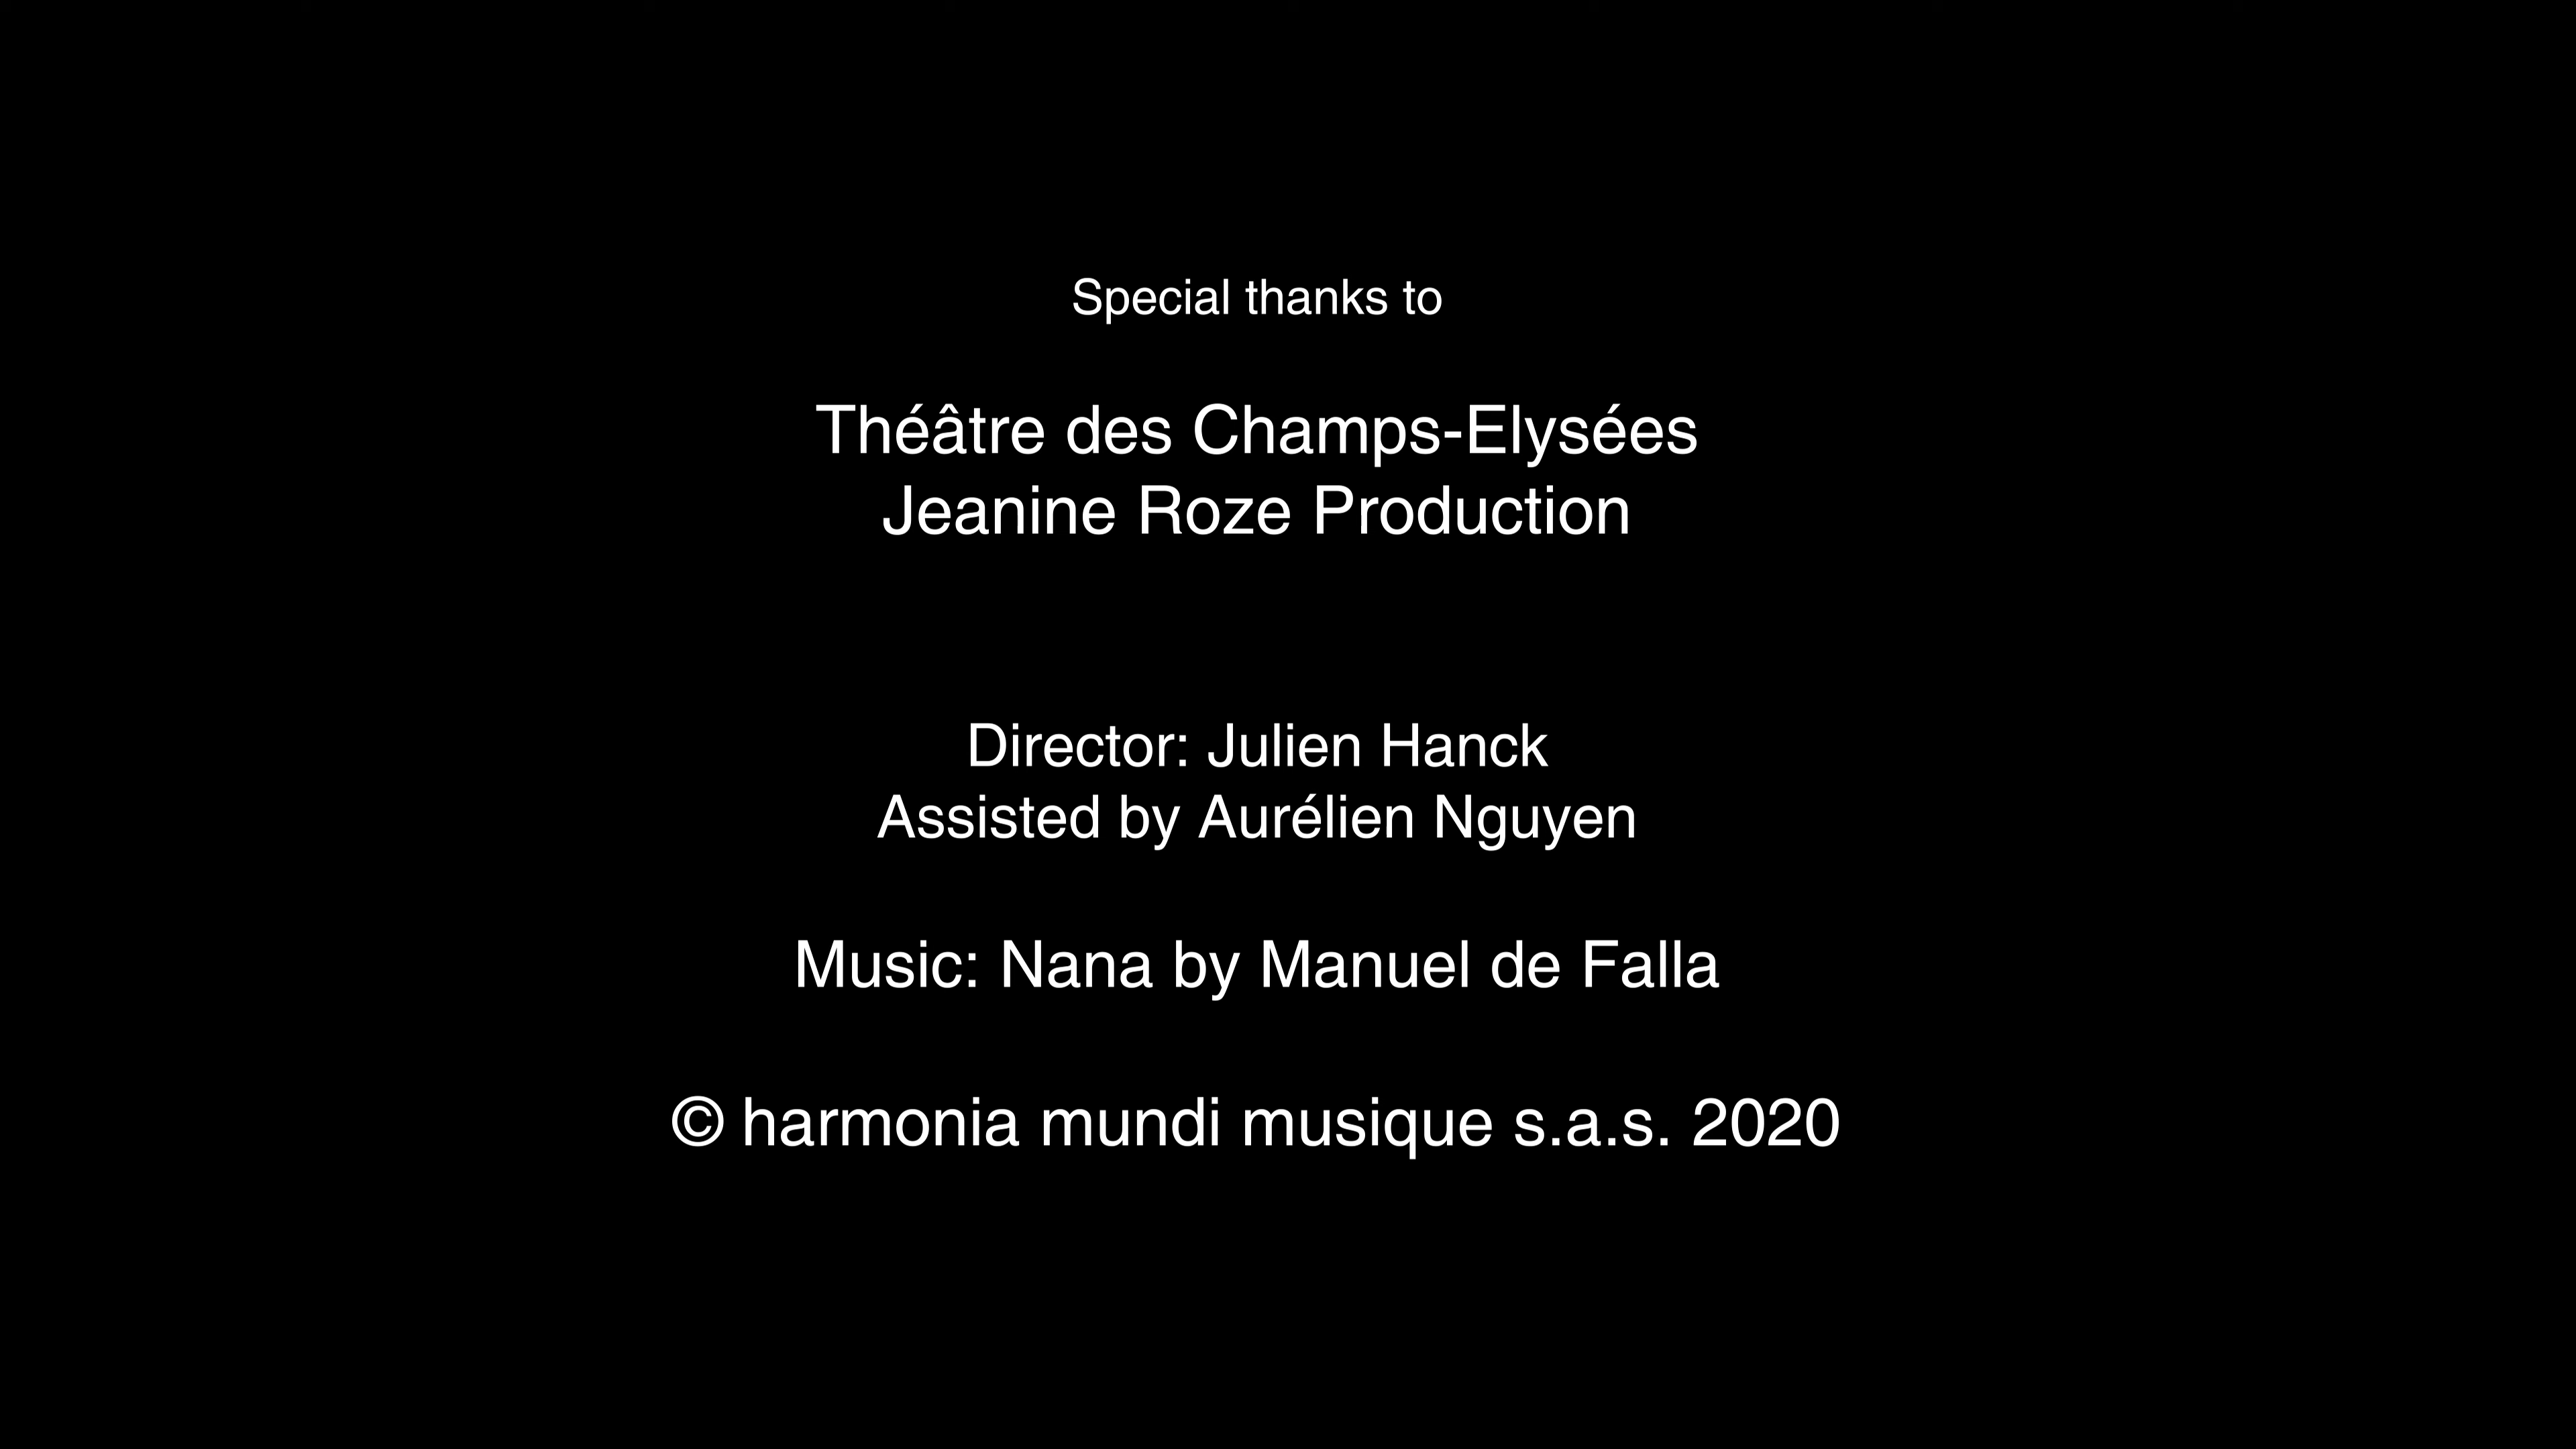 Special thanks to
Théâtre des Champs-Elysées
Jeanine Roze Production
Director: Julien Hanck
Assisted by Aurélien Nguyen
Music: Nana by Manuel de Falla
© harmonia mundi musique s.a.s. 2020